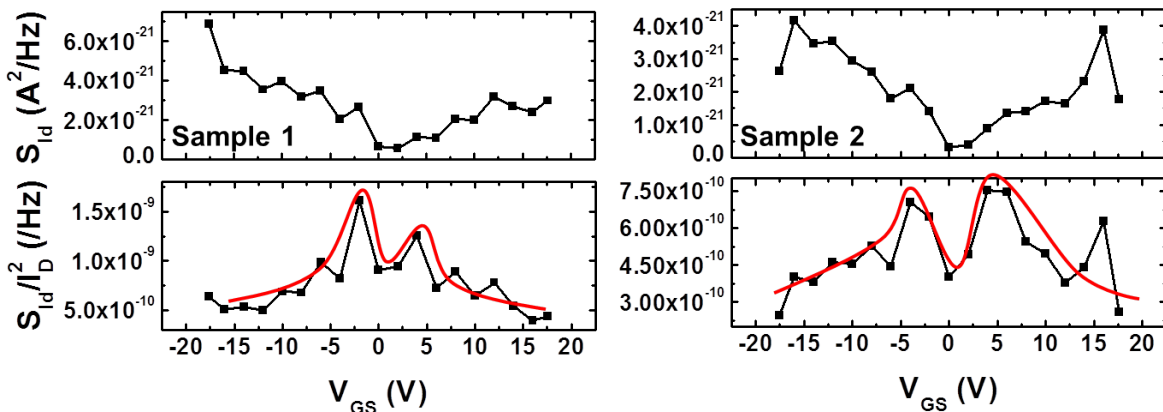 S_Id (A^2/Hz)
6.0x10^-21
4.0x10^-21
2.0x10^-21
0.0
Sample 1
4.0x10^-21
3.0x10^-21
2.0x10^-21
1.0x10^-21
0.0
Sample 2
S_Id/I_D^2 (/Hz)
1.5x10^-9
1.0x10^-9
5.0x10^-10
-20 -15 -10 -5 0 5 10 15 20
V_GS (V)
7.50x10^-10
6.00x10^-10
4.50x10^-10
3.00x10^-10
-20 -15 -10 -5 0 5 10 15 20
V_GS (V)